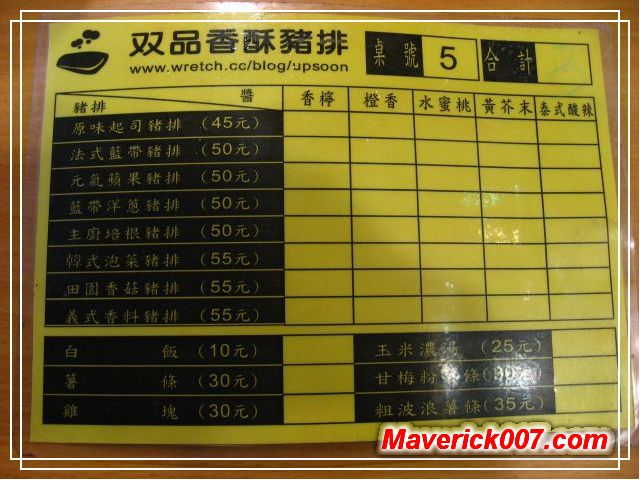 双品香酥豬排
www.wretch.cc/blog/upsoon
桌號 5 合計
豬排 醬 香檸 橙香 水蜜桃 黃芥末 泰式酸辣
原味起司豬排 (45元)
法式藍帶豬排 (50元)
元氣蘋果豬排 (50元)
藍帶洋蔥豬排 (50元)
主廚培根豬排 (50元)
韓式泡菜豬排 (55元)
田園香菇豬排 (55元)
義式香料豬排 (55元)
白飯 (10元) 玉米濃湯 (25元)
薯條 (30元) 甘梅粉 條(30元)
雞塊 (30元) 粗波浪薯條(35元)
Maverick007.com